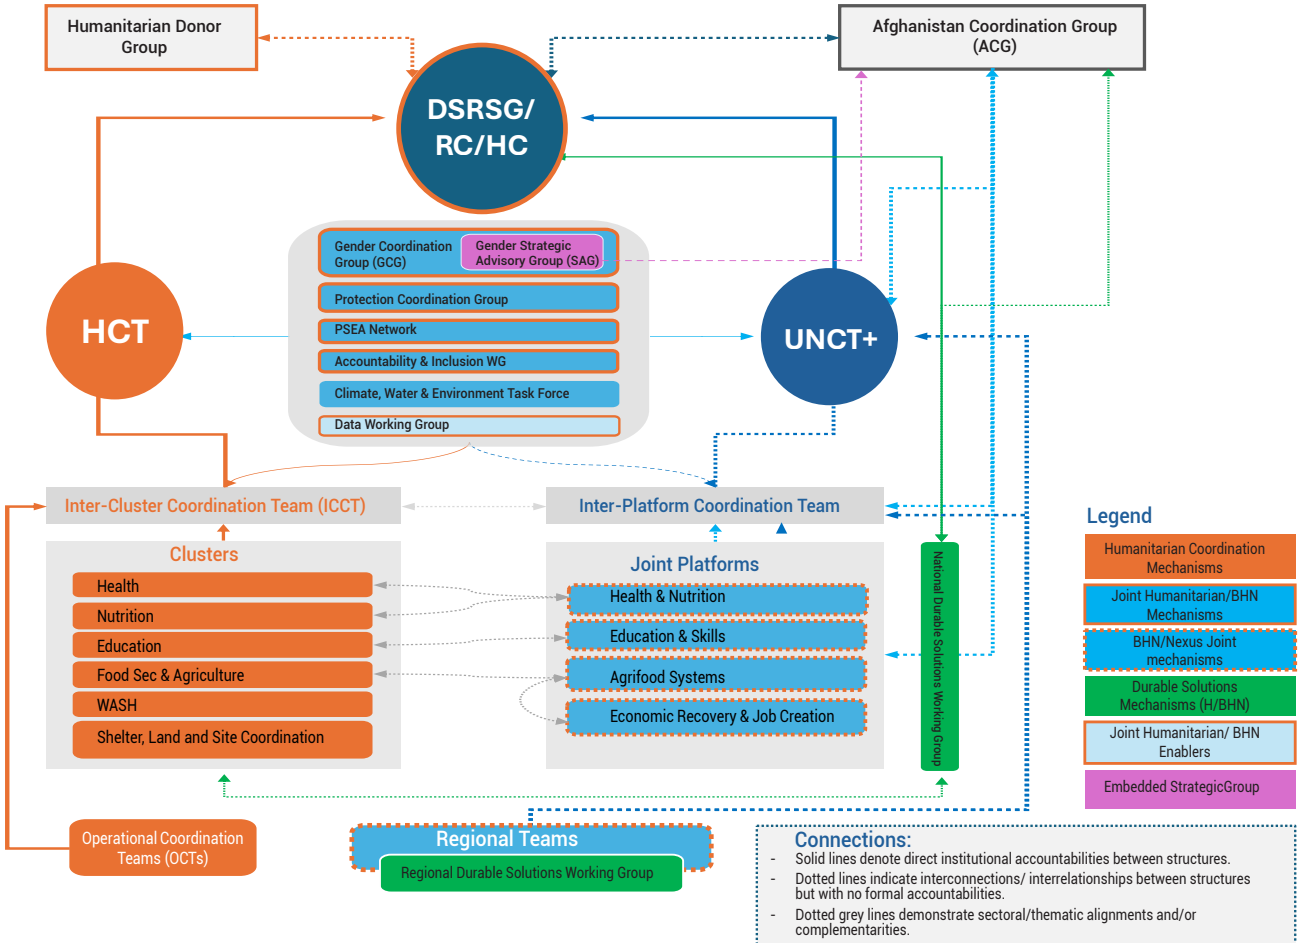 Humanitarian Donor
Group
Afghanistan Coordination Group
(ACG)
DSRSG/
RC/HC
Gender Coordination
Group (GCG)
Gender Strategic
Advisory Group (SAG)
Protection Coordination Group
PSEA Network
Accountability & Inclusion WG
Climate, Water & Environment Task Force
Data Working Group
HCT
UNCT+
Inter-Cluster Coordination Team (ICCT)
Inter-Platform Coordination Team
Clusters
Health
Nutrition
Education
Food Sec & Agriculture
WASH
Shelter, Land and Site Coordination
Joint Platforms
Health & Nutrition
Education & Skills
Agrifood Systems
Economic Recovery & Job Creation
National Durable Solutions Working Group
Legend
Humanitarian Coordination
Mechanisms
Joint Humanitarian/BHN
Mechanisms
BHN/Nexus Joint
mechanisms
Durable Solutions
Mechanisms (H/BHN)
Joint Humanitarian/ BHN
Enablers
Embedded StrategicGroup
Operational Coordination
Teams (OCTs)
Regional Teams
Regional Durable Solutions Working Group
Connections:
- Solid lines denote direct institutional accountabilities between structures.
- Dotted lines indicate interconnections/ interrelationships between structures
but with no formal accountabilities.
- Dotted grey lines demonstrate sectoral/thematic alignments and/or
complementarities.